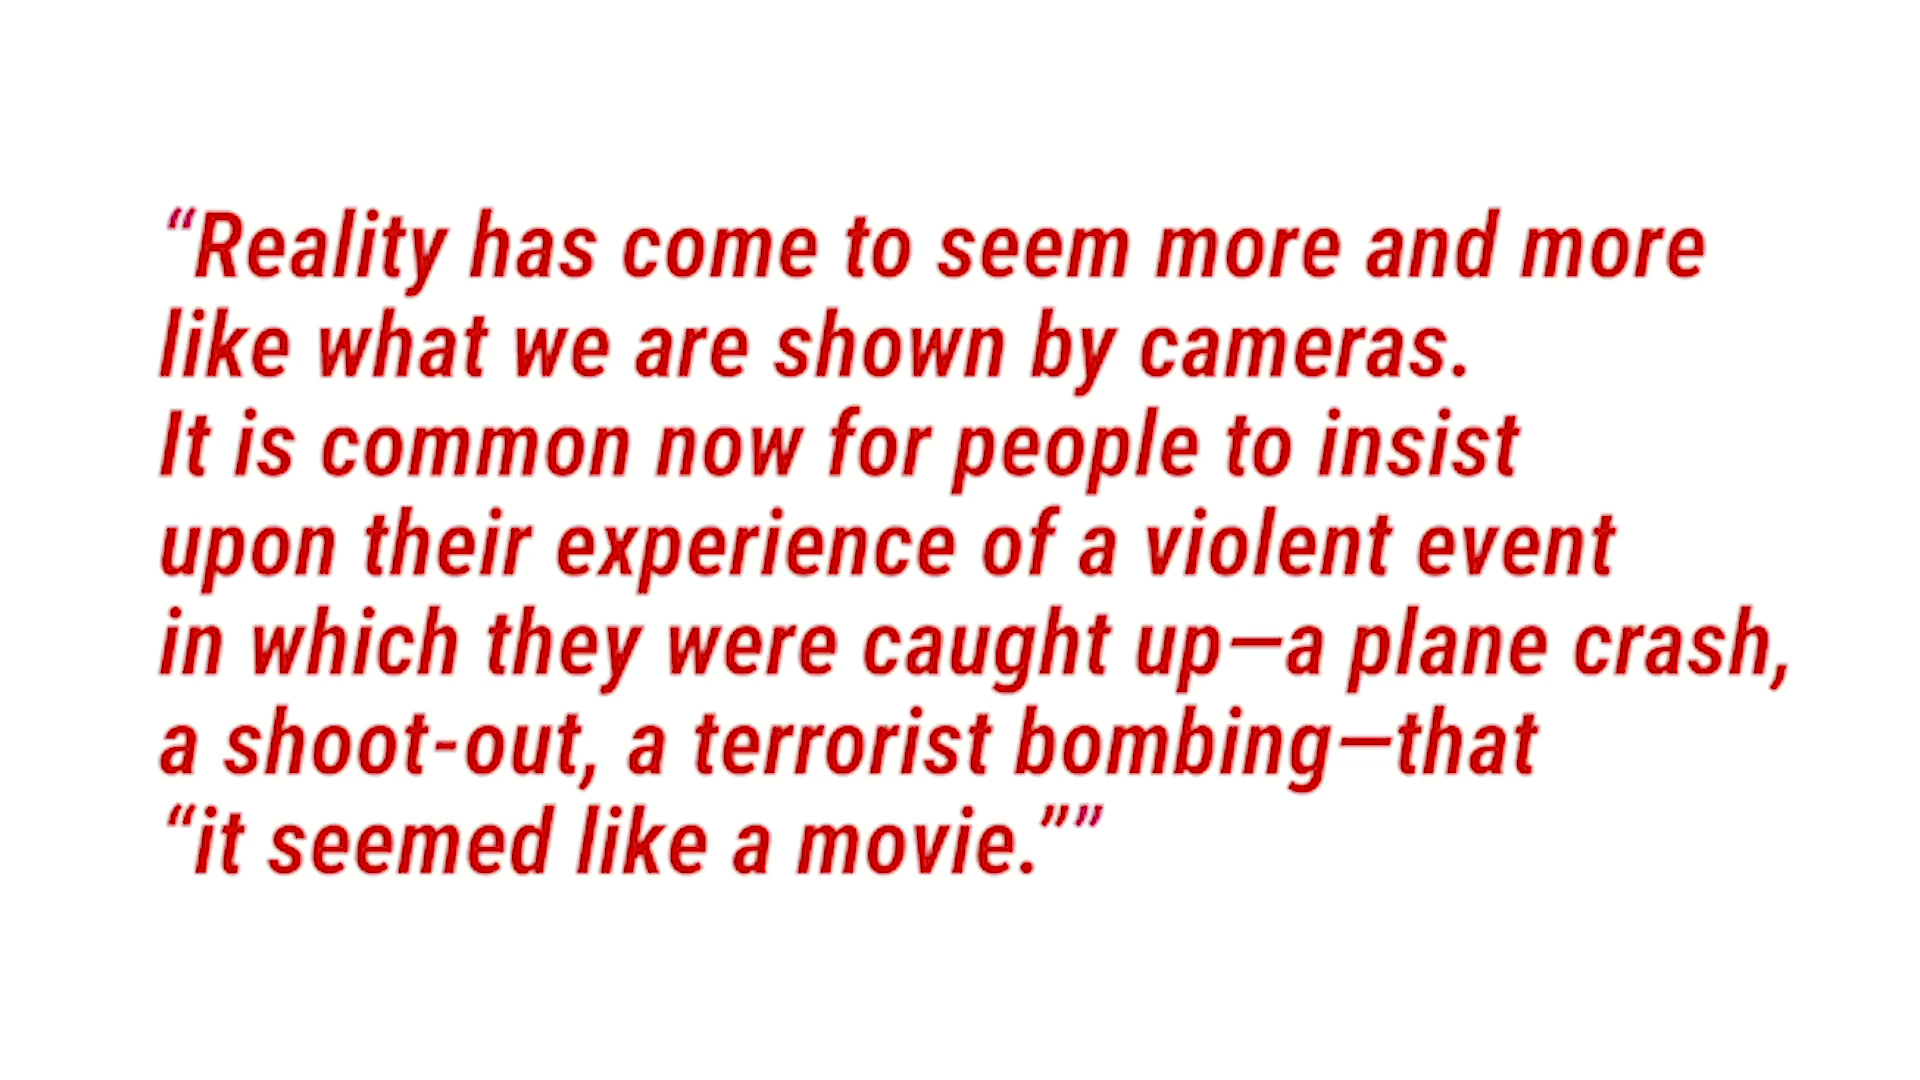 “Reality has come to seem more and more
like what we are shown by cameras.
It is common now for people to insist
upon their experience of a violent event
in which they were caught up—a plane crash,
a shoot-out, a terrorist bombing—that
“it seemed like a movie.””